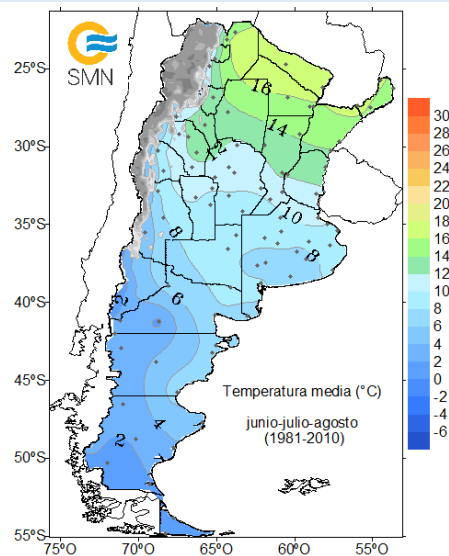 SMN
25°S
30°S
35°S
40°S
45°S
50°S
55°S
75°O
70°O
65°O
60°O
55°O
16
14
12
10
8
8
6
2
4
2
30
28
26
24
22
20
18
16
14
12
10
8
6
4
2
0
-2
-4
-6
Temperatura media (°C)
junio-julio-agosto
(1981-2010)